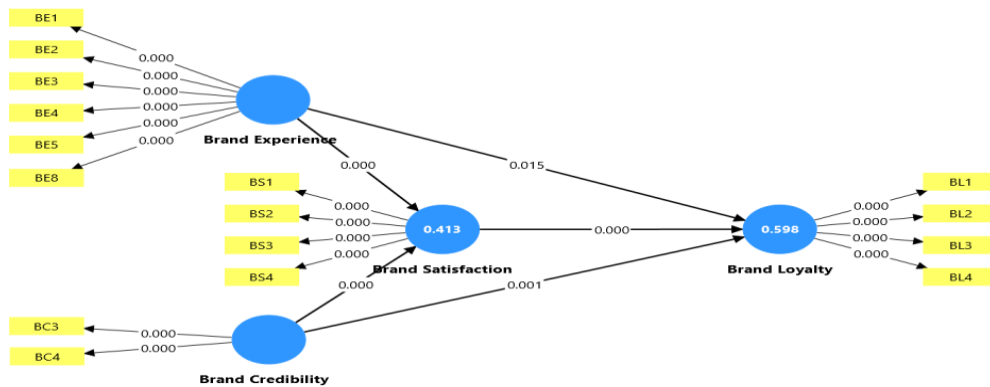 BE1
BE2
BE3
BE4
BE5
BE8
0.000
0.000
0.000
0.000
0.000
0.000
Brand Experience
0.000
0.015
BS1
BS2
BS3
BS4
0.000
0.000
0.000
0.000
0.413
Brand Satisfaction
0.000
0.598
Brand Loyalty
0.000
0.000
0.000
0.000
BL1
BL2
BL3
BL4
0.000
0.001
BC3
BC4
0.000
0.000
Brand Credibility